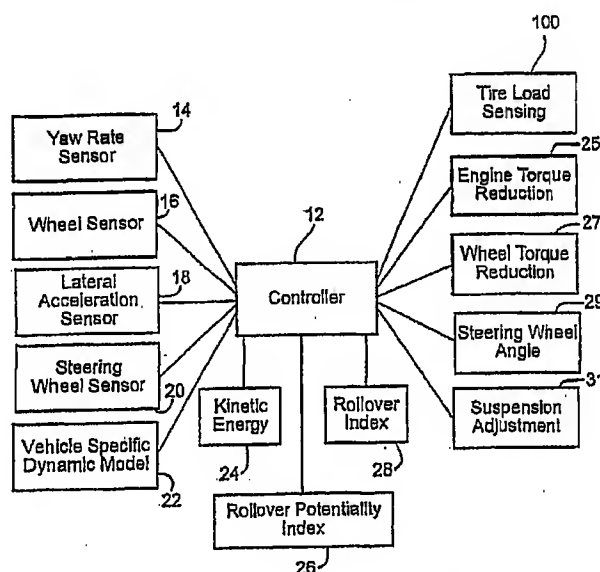 100
Tire Load
Sensing
14
Yaw Rate
Sensor
25
Engine Torque
Reduction
16
Wheel Sensor
12
Controller
27
Wheel Torque
Reduction
18
Lateral
Acceleration
Sensor
29
Steering Wheel
Angle
Steering
Wheel Sensor
20
31
Suspension
Adjustment
Kinetic
Energy
24
Rollover
Index
28
Vehicle Specific
Dynamic Model
22
Rollover Potentiality
Index
26